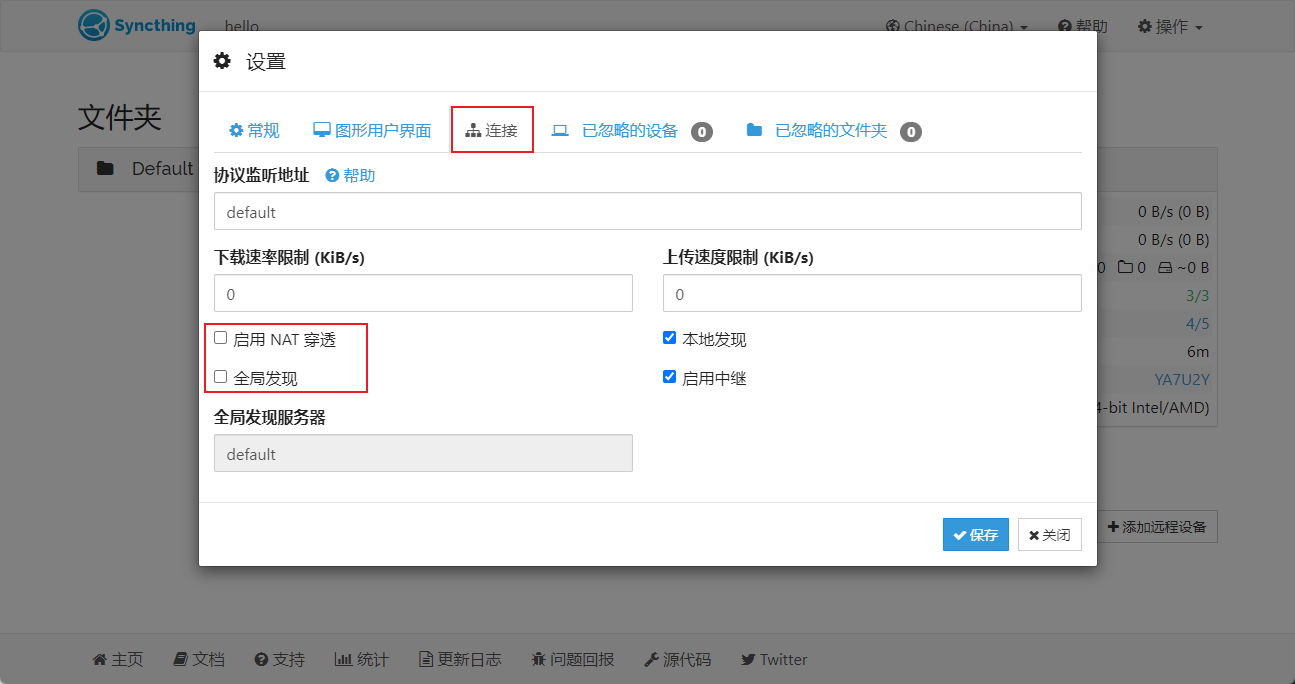 Syncthing hello Chinese (China) 帮助 操作
设置
文件夹
常规 图形用户界面 连接 已忽略的设备 0 已忽略的文件夹 0
Default
协议监听地址 帮助
default
0 B/s (0 B)
下载速率限制 (KiB/s) 上传速度限制 (KiB/s)
0 B/s (0 B)
0 0 ~0 B
0 0
3/3
启用 NAT 穿透 本地发现
4/5
6m
全局发现 启用中继
YA7U2Y
4-bit Intel/AMD)
全局发现服务器
default
添加远程设备
保存 关闭
主页 文档 支持 统计 更新日志 问题回报 源代码 Twitter